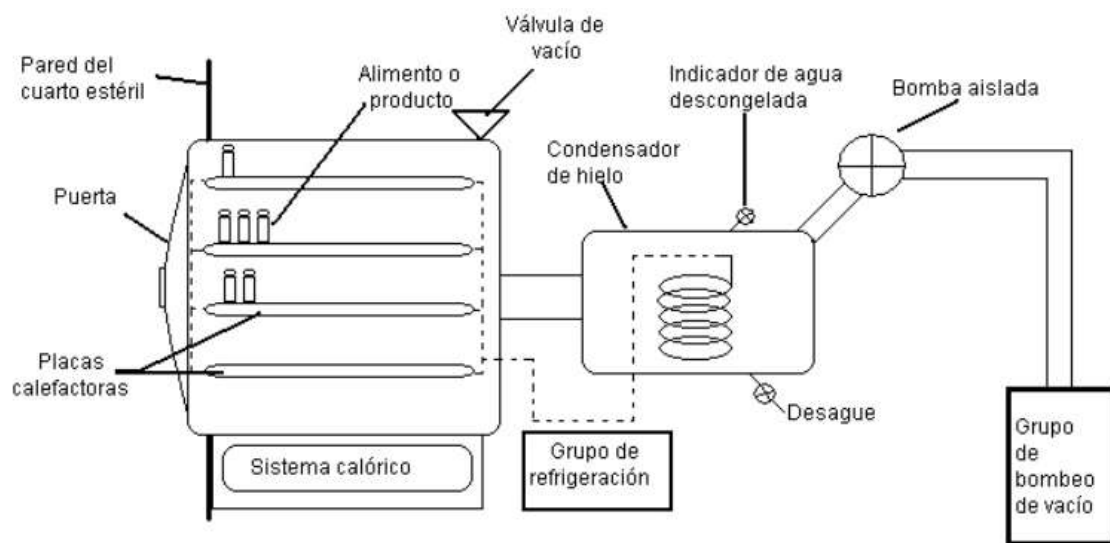 Pared del
cuarto estéril
Alimento o
producto
Válvula de
vacío
Indicador de agua
descongelada
Bomba aislada
Condensador
de hielo
Puerta
Placas
calefactoras
Desague
Sistema calórico
Grupo de
refrigeración
Grupo
de
bombeo
de vacío